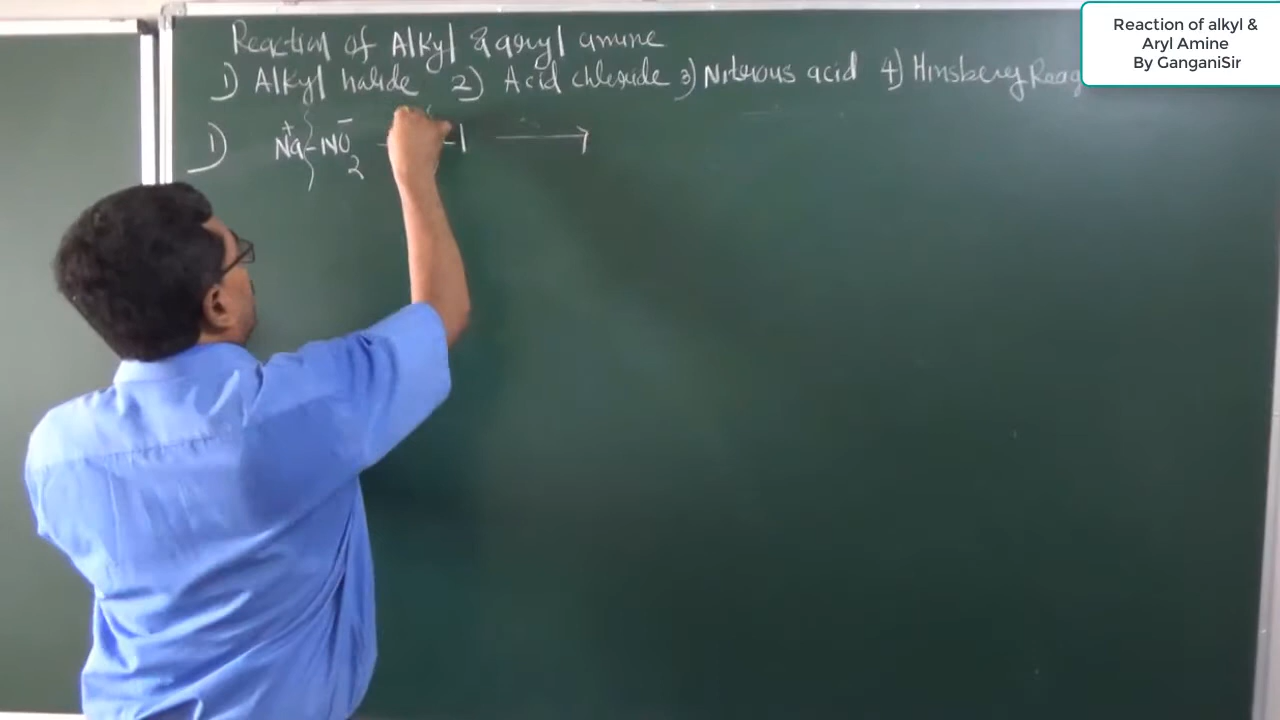 Reaction of Alkyl & aryl amine
1) Alkyl halide 2) Acid chloride 3) Nitrous acid 4) Hinsberg Reag
1) Na+ - NO2-
Reaction of alkyl &
Aryl Amine
By GanganiSir